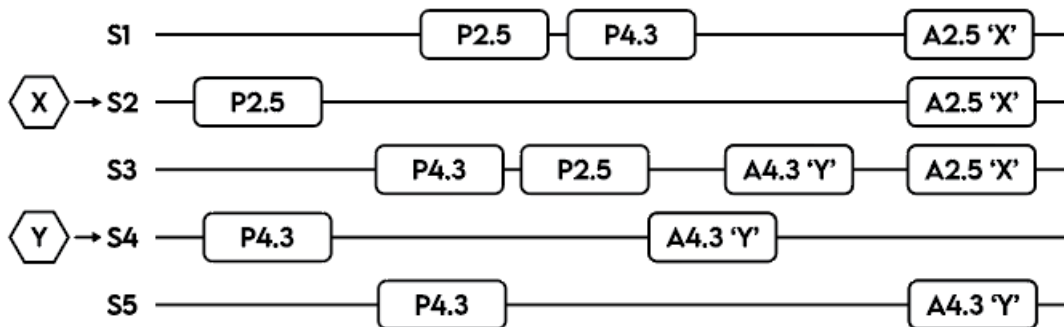 S1 P2.5 P4.3 A2.5 ‘X’
X S2 P2.5 A2.5 ‘X’
S3 P4.3 P2.5 A4.3 ‘Y’ A2.5 ‘X’
Y S4 P4.3 A4.3 ‘Y’
S5 P4.3 A4.3 ‘Y’